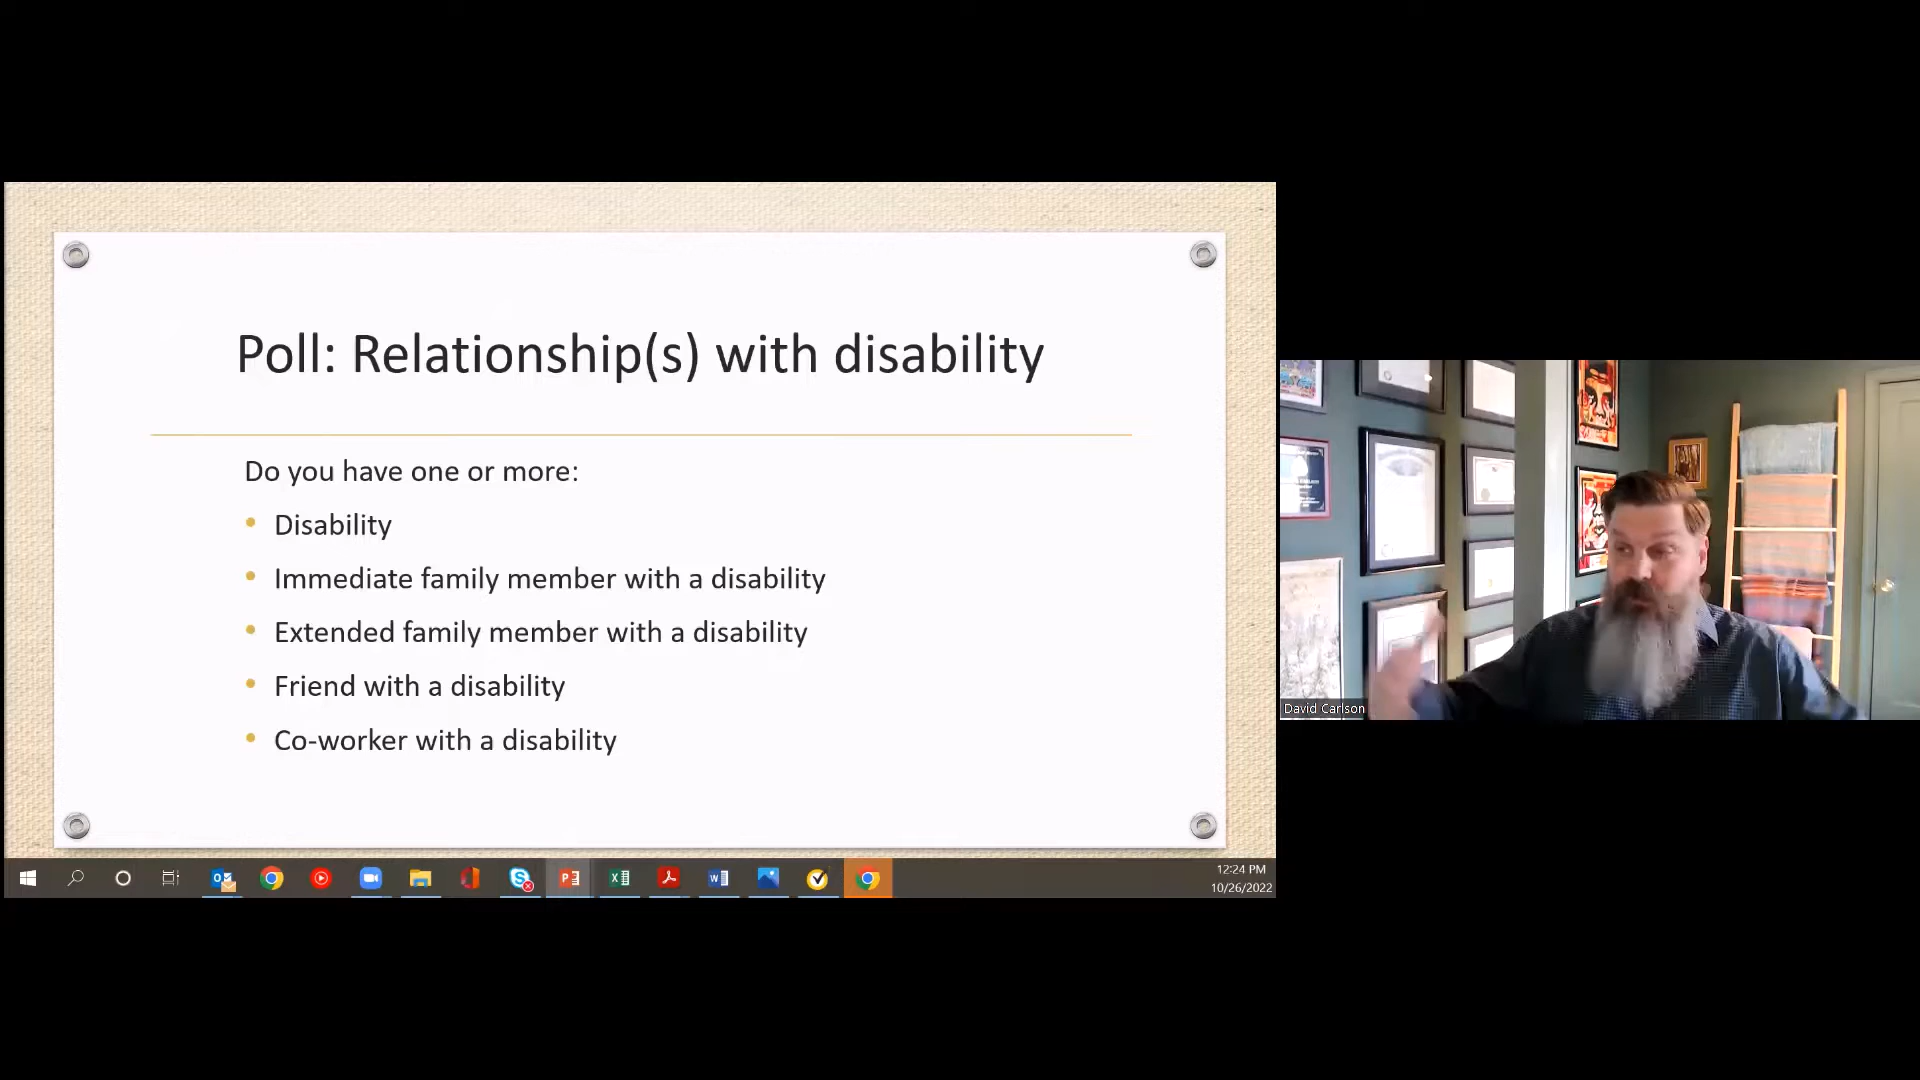 Poll: Relationship(s) with disability
Do you have one or more:
• Disability
• Immediate family member with a disability
• Extended family member with a disability
• Friend with a disability
• Co-worker with a disability
12:24 PM
10/26/2022
David Carlson